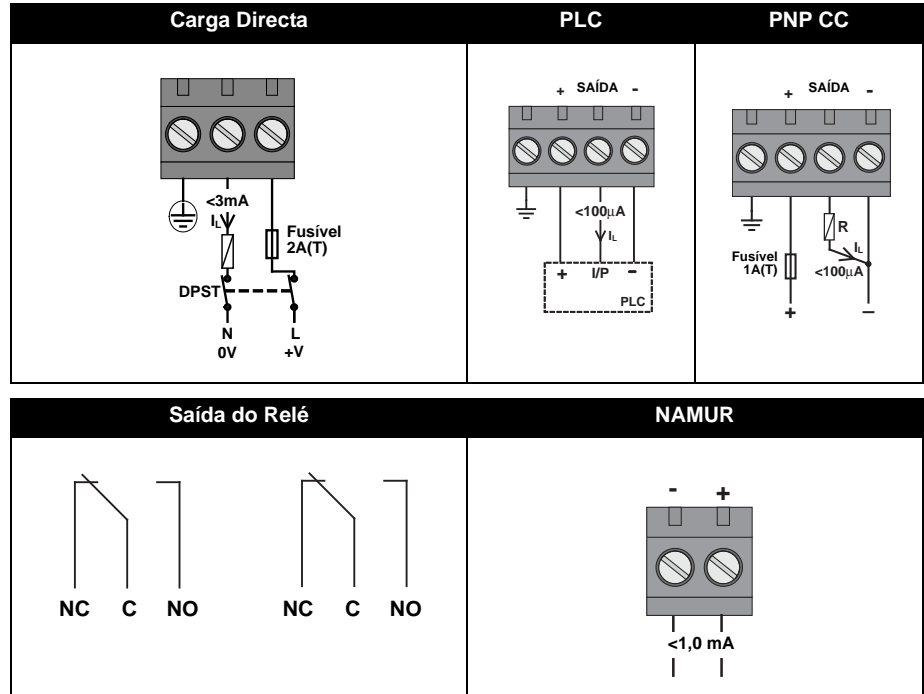 Carga Directa
PLC
PNP CC
<3mA
IL
Fusível
2A(T)
DPST
N
L
0V
+V
+ SAÍDA -
<100µA
IL
+ I/P -
PLC
+ SAÍDA -
R
IL
Fusível
1A(T)
<100µA
+ −
Saída do Relé
NAMUR
NC C NO
NC C NO
- +
<1,0 mA